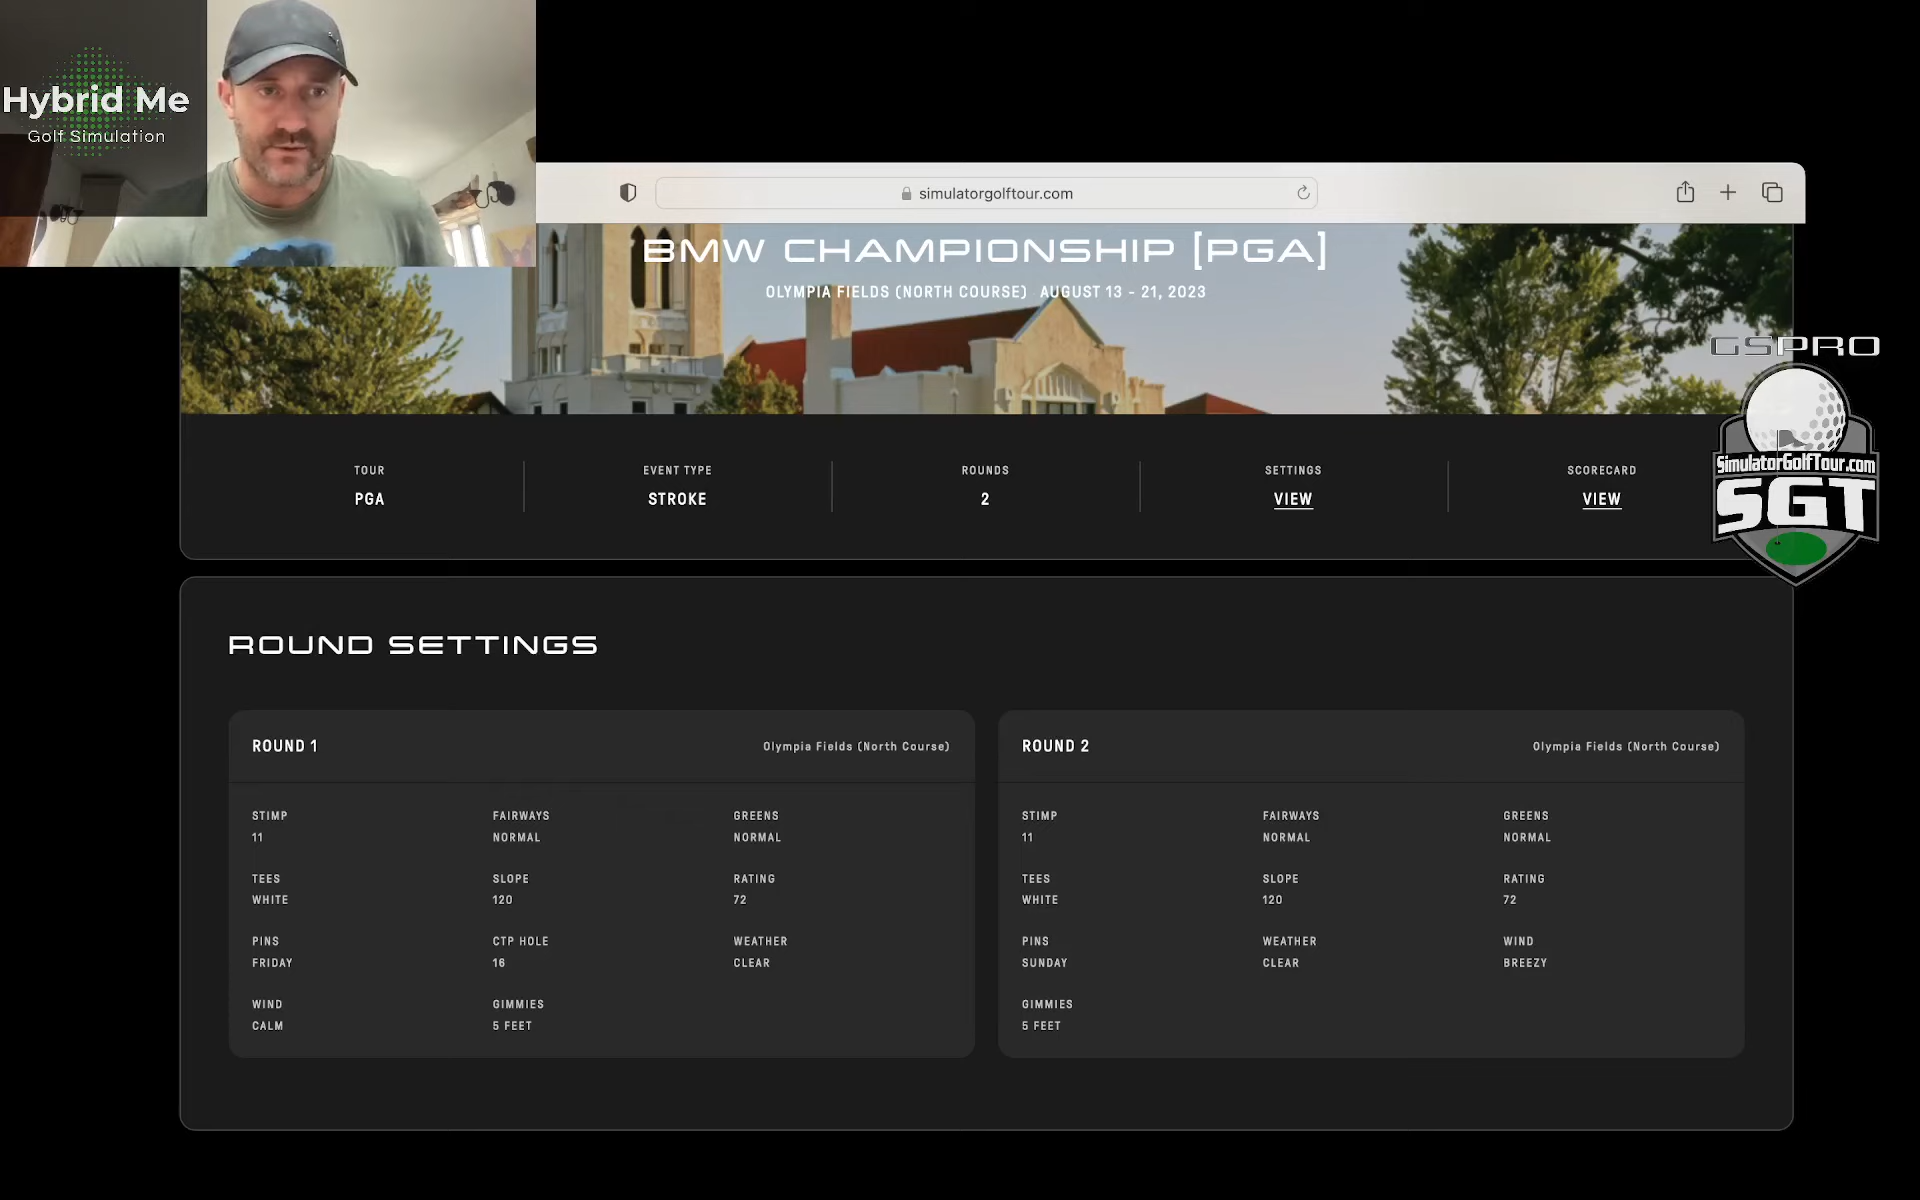 Hybrid Me
Golf Simulation
simulatorgolftour.com
BMW CHAMPIONSHIP [PGA]
OLYMPIA FIELDS (NORTH COURSE) AUGUST 13 - 21, 2023
GSPRO
SimulatorGolfTour.com
SGT
TOUR
PGA
EVENT TYPE
STROKE
ROUNDS
2
SETTINGS
VIEW
SCORECARD
VIEW
ROUND SETTINGS
ROUND 1
Olympia Fields (North Course)
STIMP
11
FAIRWAYS
NORMAL
GREENS
NORMAL
TEES
WHITE
SLOPE
120
RATING
72
PINS
FRIDAY
CTP HOLE
16
WEATHER
CLEAR
WIND
CALM
GIMMIES
5 FEET
ROUND 2
Olympia Fields (North Course)
STIMP
11
FAIRWAYS
NORMAL
GREENS
NORMAL
TEES
WHITE
SLOPE
120
RATING
72
PINS
SUNDAY
WEATHER
CLEAR
WIND
BREEZY
GIMMIES
5 FEET